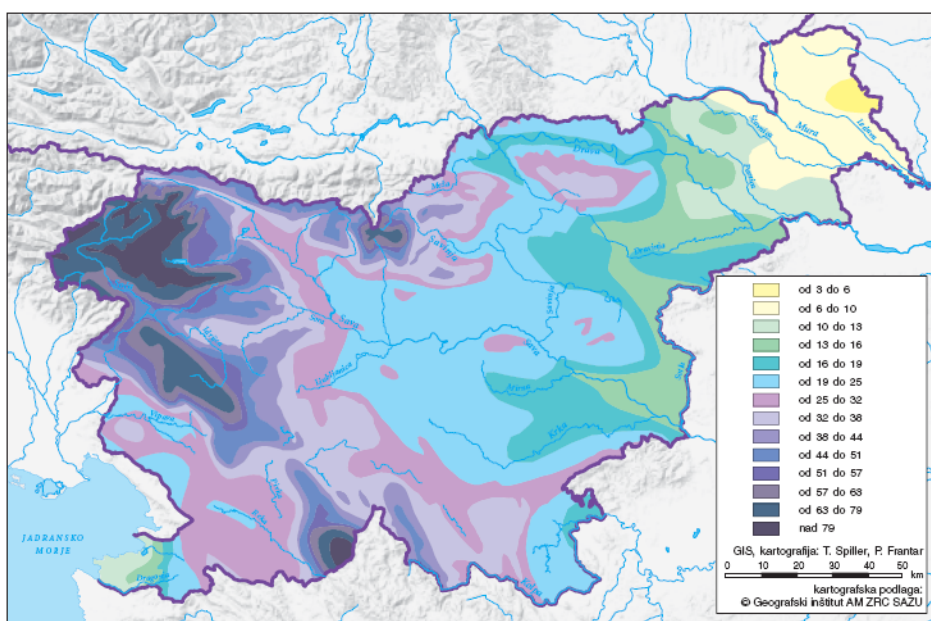 Ščavnica
Mura
Ledava
Drava
Meža
Pesnica
Dravinja
Savinja
Savinja
Idrijca
Sora
Sava
Sava
Sotla
Ljubljanica
Mirna
Vipava
Krka
Pivka
Reka
Kolpa
JADRANSKO
MORJE
Dragonja
od 3 do 6
od 6 do 10
od 10 do 13
od 13 do 16
od 16 do 19
od 19 do 25
od 25 do 32
od 32 do 38
od 38 do 44
od 44 do 51
od 51 do 57
od 57 do 63
od 63 do 79
nad 79
GIS, kartografija: T. Spiller, P. Frantar
0 10 20 30 40 50
km
kartografska podlaga:
© Geografski inštitut AM ZRC SAZU